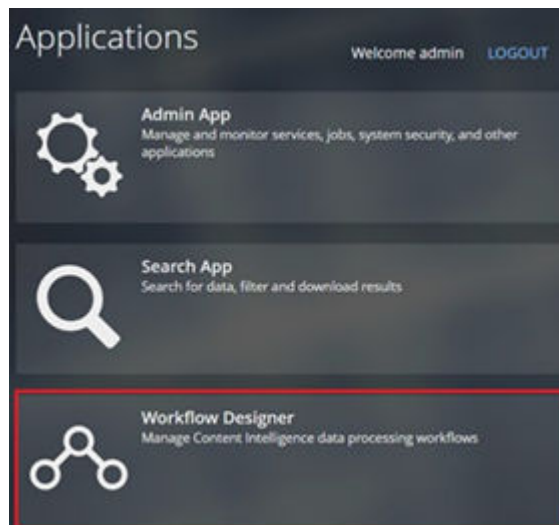 Applications
Welcome admin LOGOUT
Admin App
Manage and monitor services, jobs, system security, and other
applications
Search App
Search for data, filter and download results
Workflow Designer
Manage Content Intelligence data processing workflows